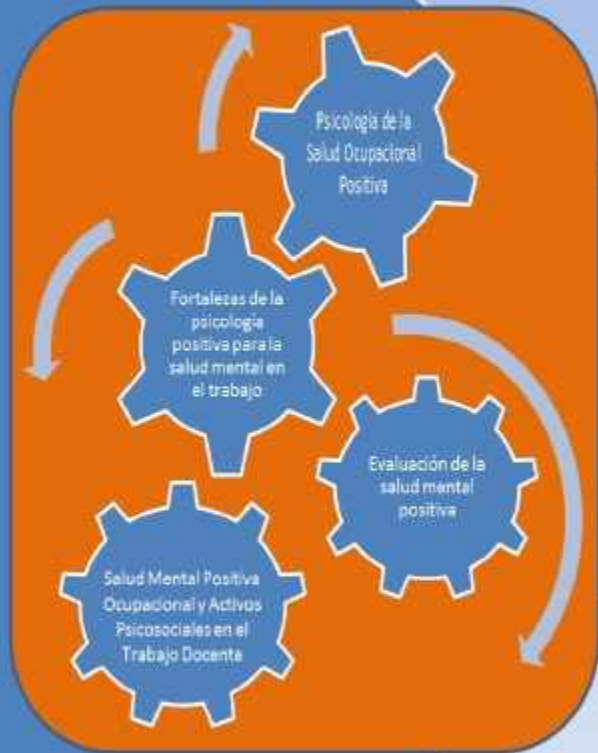 Psicología de la
Salud Ocupacional
Positiva
Fortalezas de la
psicología
positiva para la
salud mental en
el trabajo
Evaluación de la
salud mental
positiva
Salud Mental Positiva
Ocupacional y Activos
Psicosociales en el
Trabajo Docente